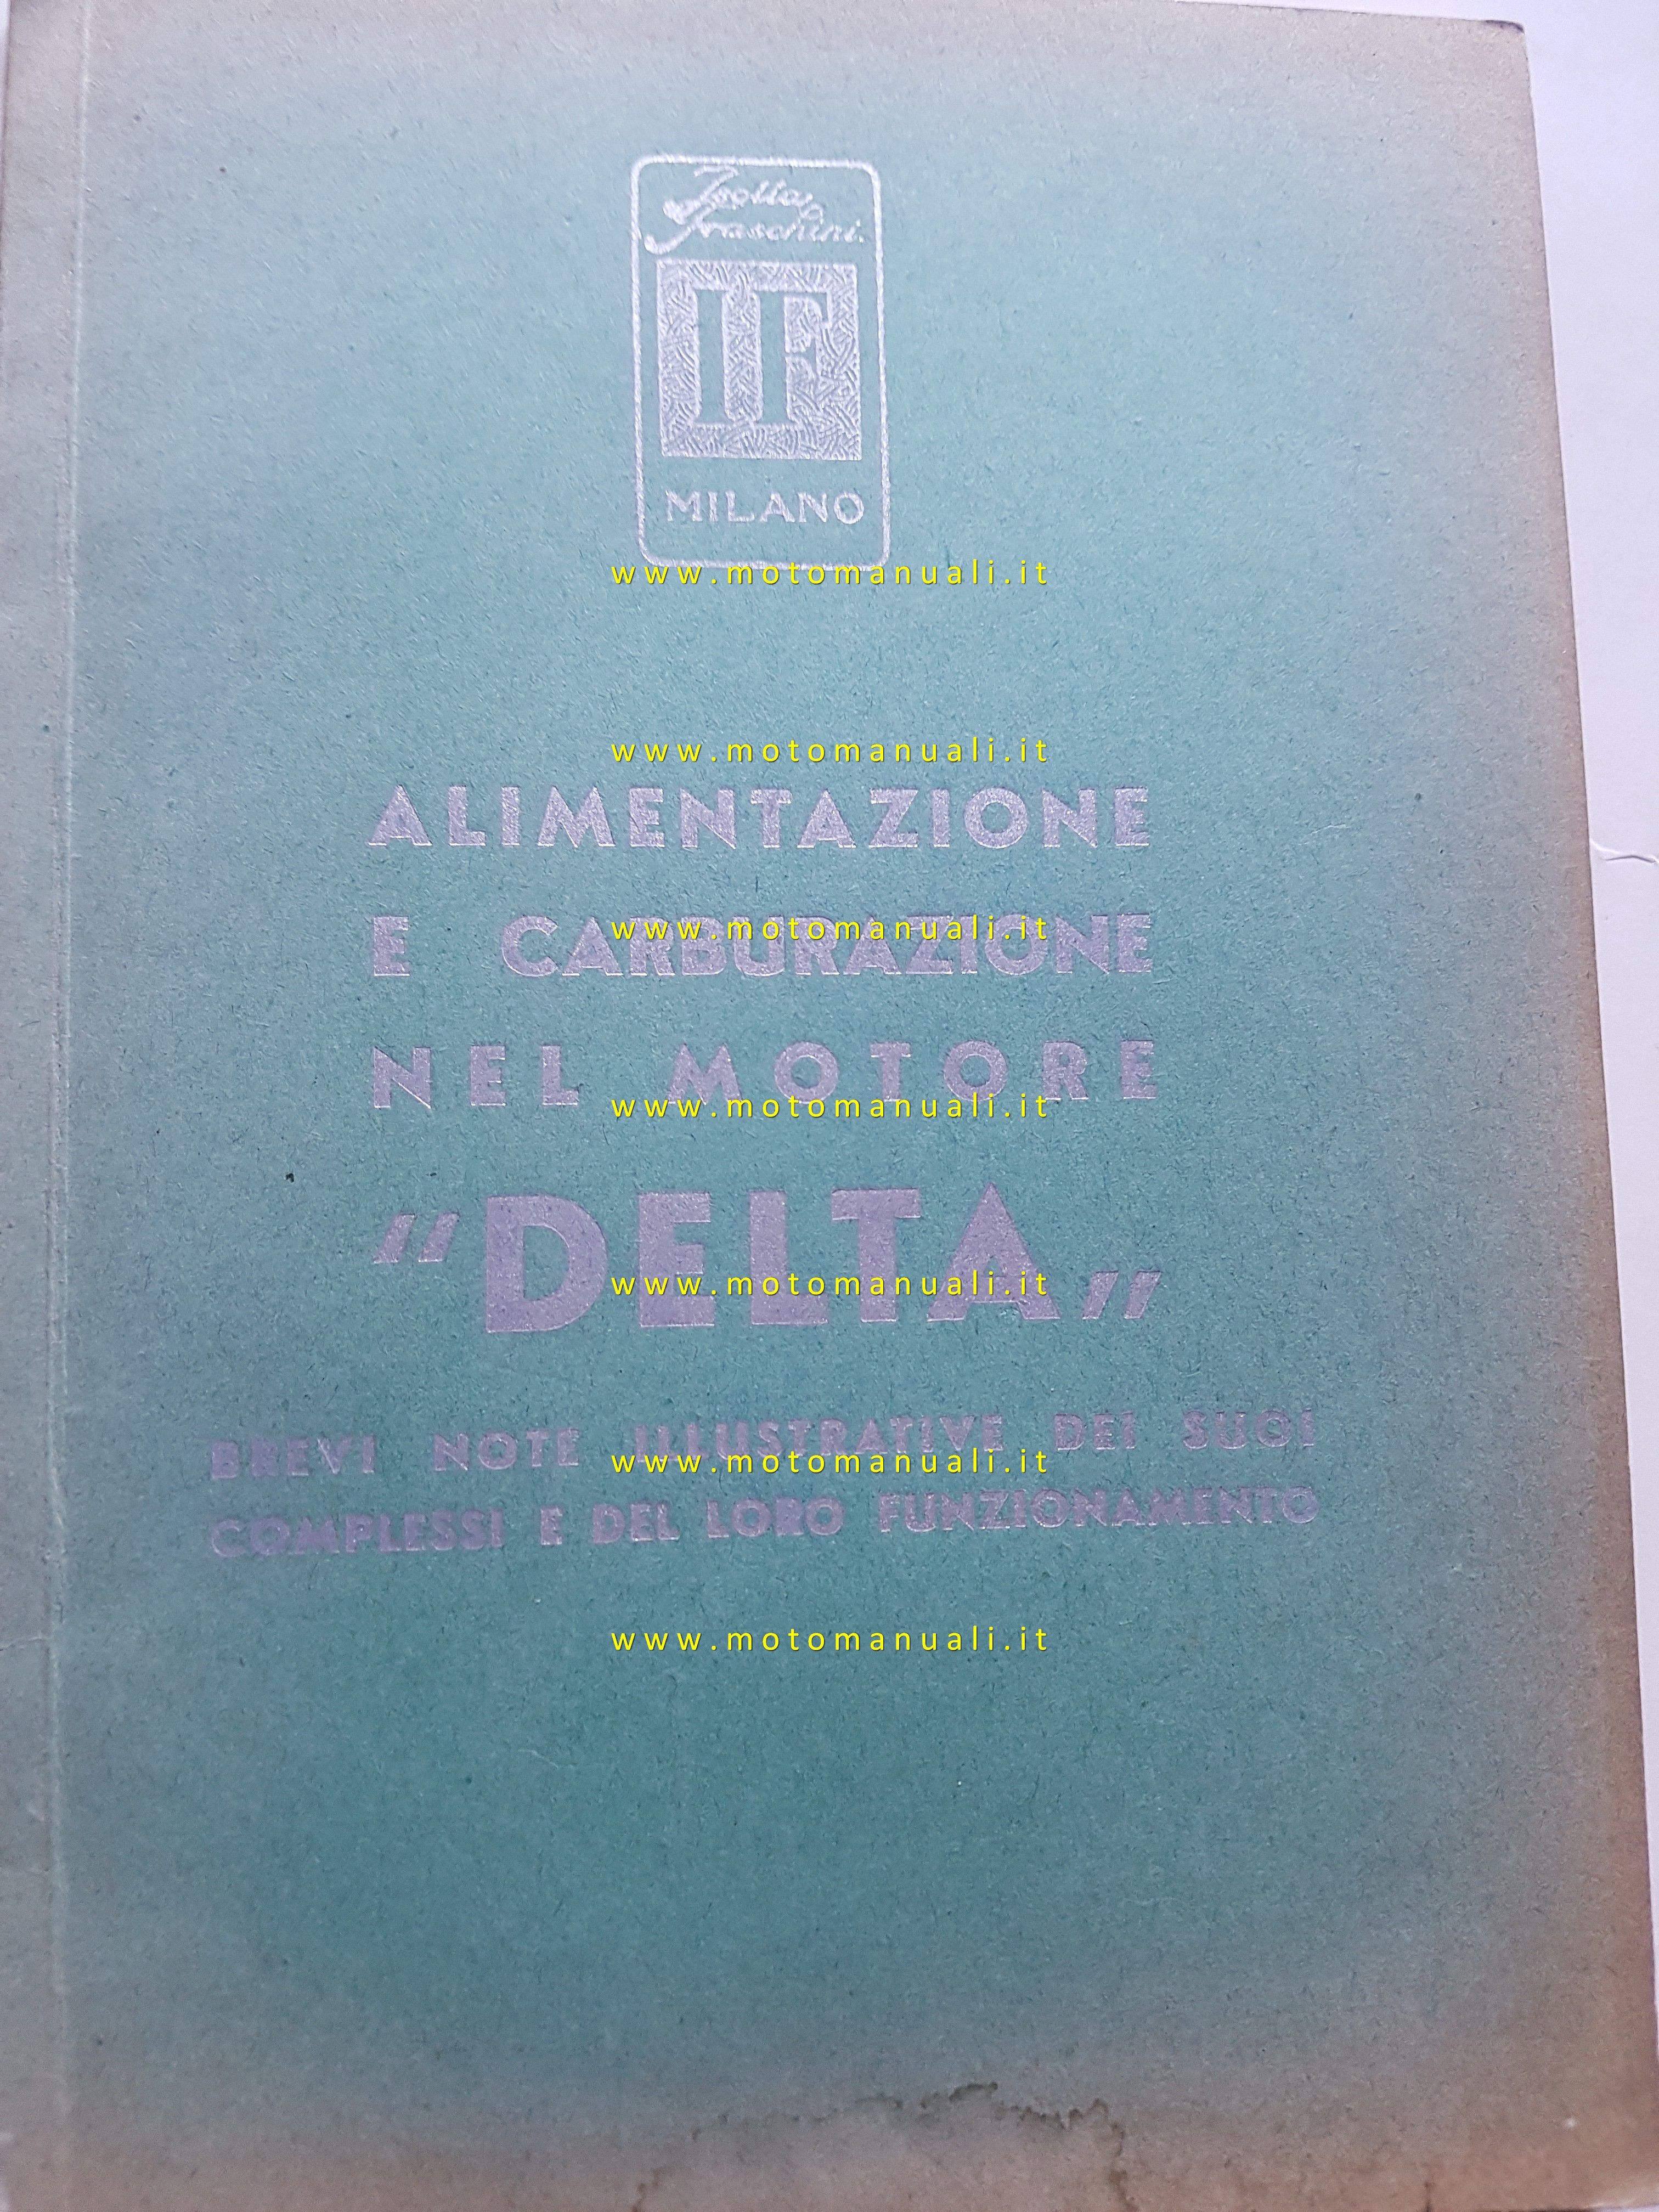 Isotta
Fraschini.
IF
MILANO
www.motomanuali.it
www.motomanuali.it
ALIMENTAZIONE
www.motomanuali.it
E CARBURAZIONE
NEL MOTORE
www.motomanuali.it
"DELTA„
www.motomanuali.it
BREVI NOTE ILLUSTRATIVE DEI SUOI
www.motomanuali.it
COMPLESSI E DEL LORO FUNZIONAMENTO
www.motomanuali.it